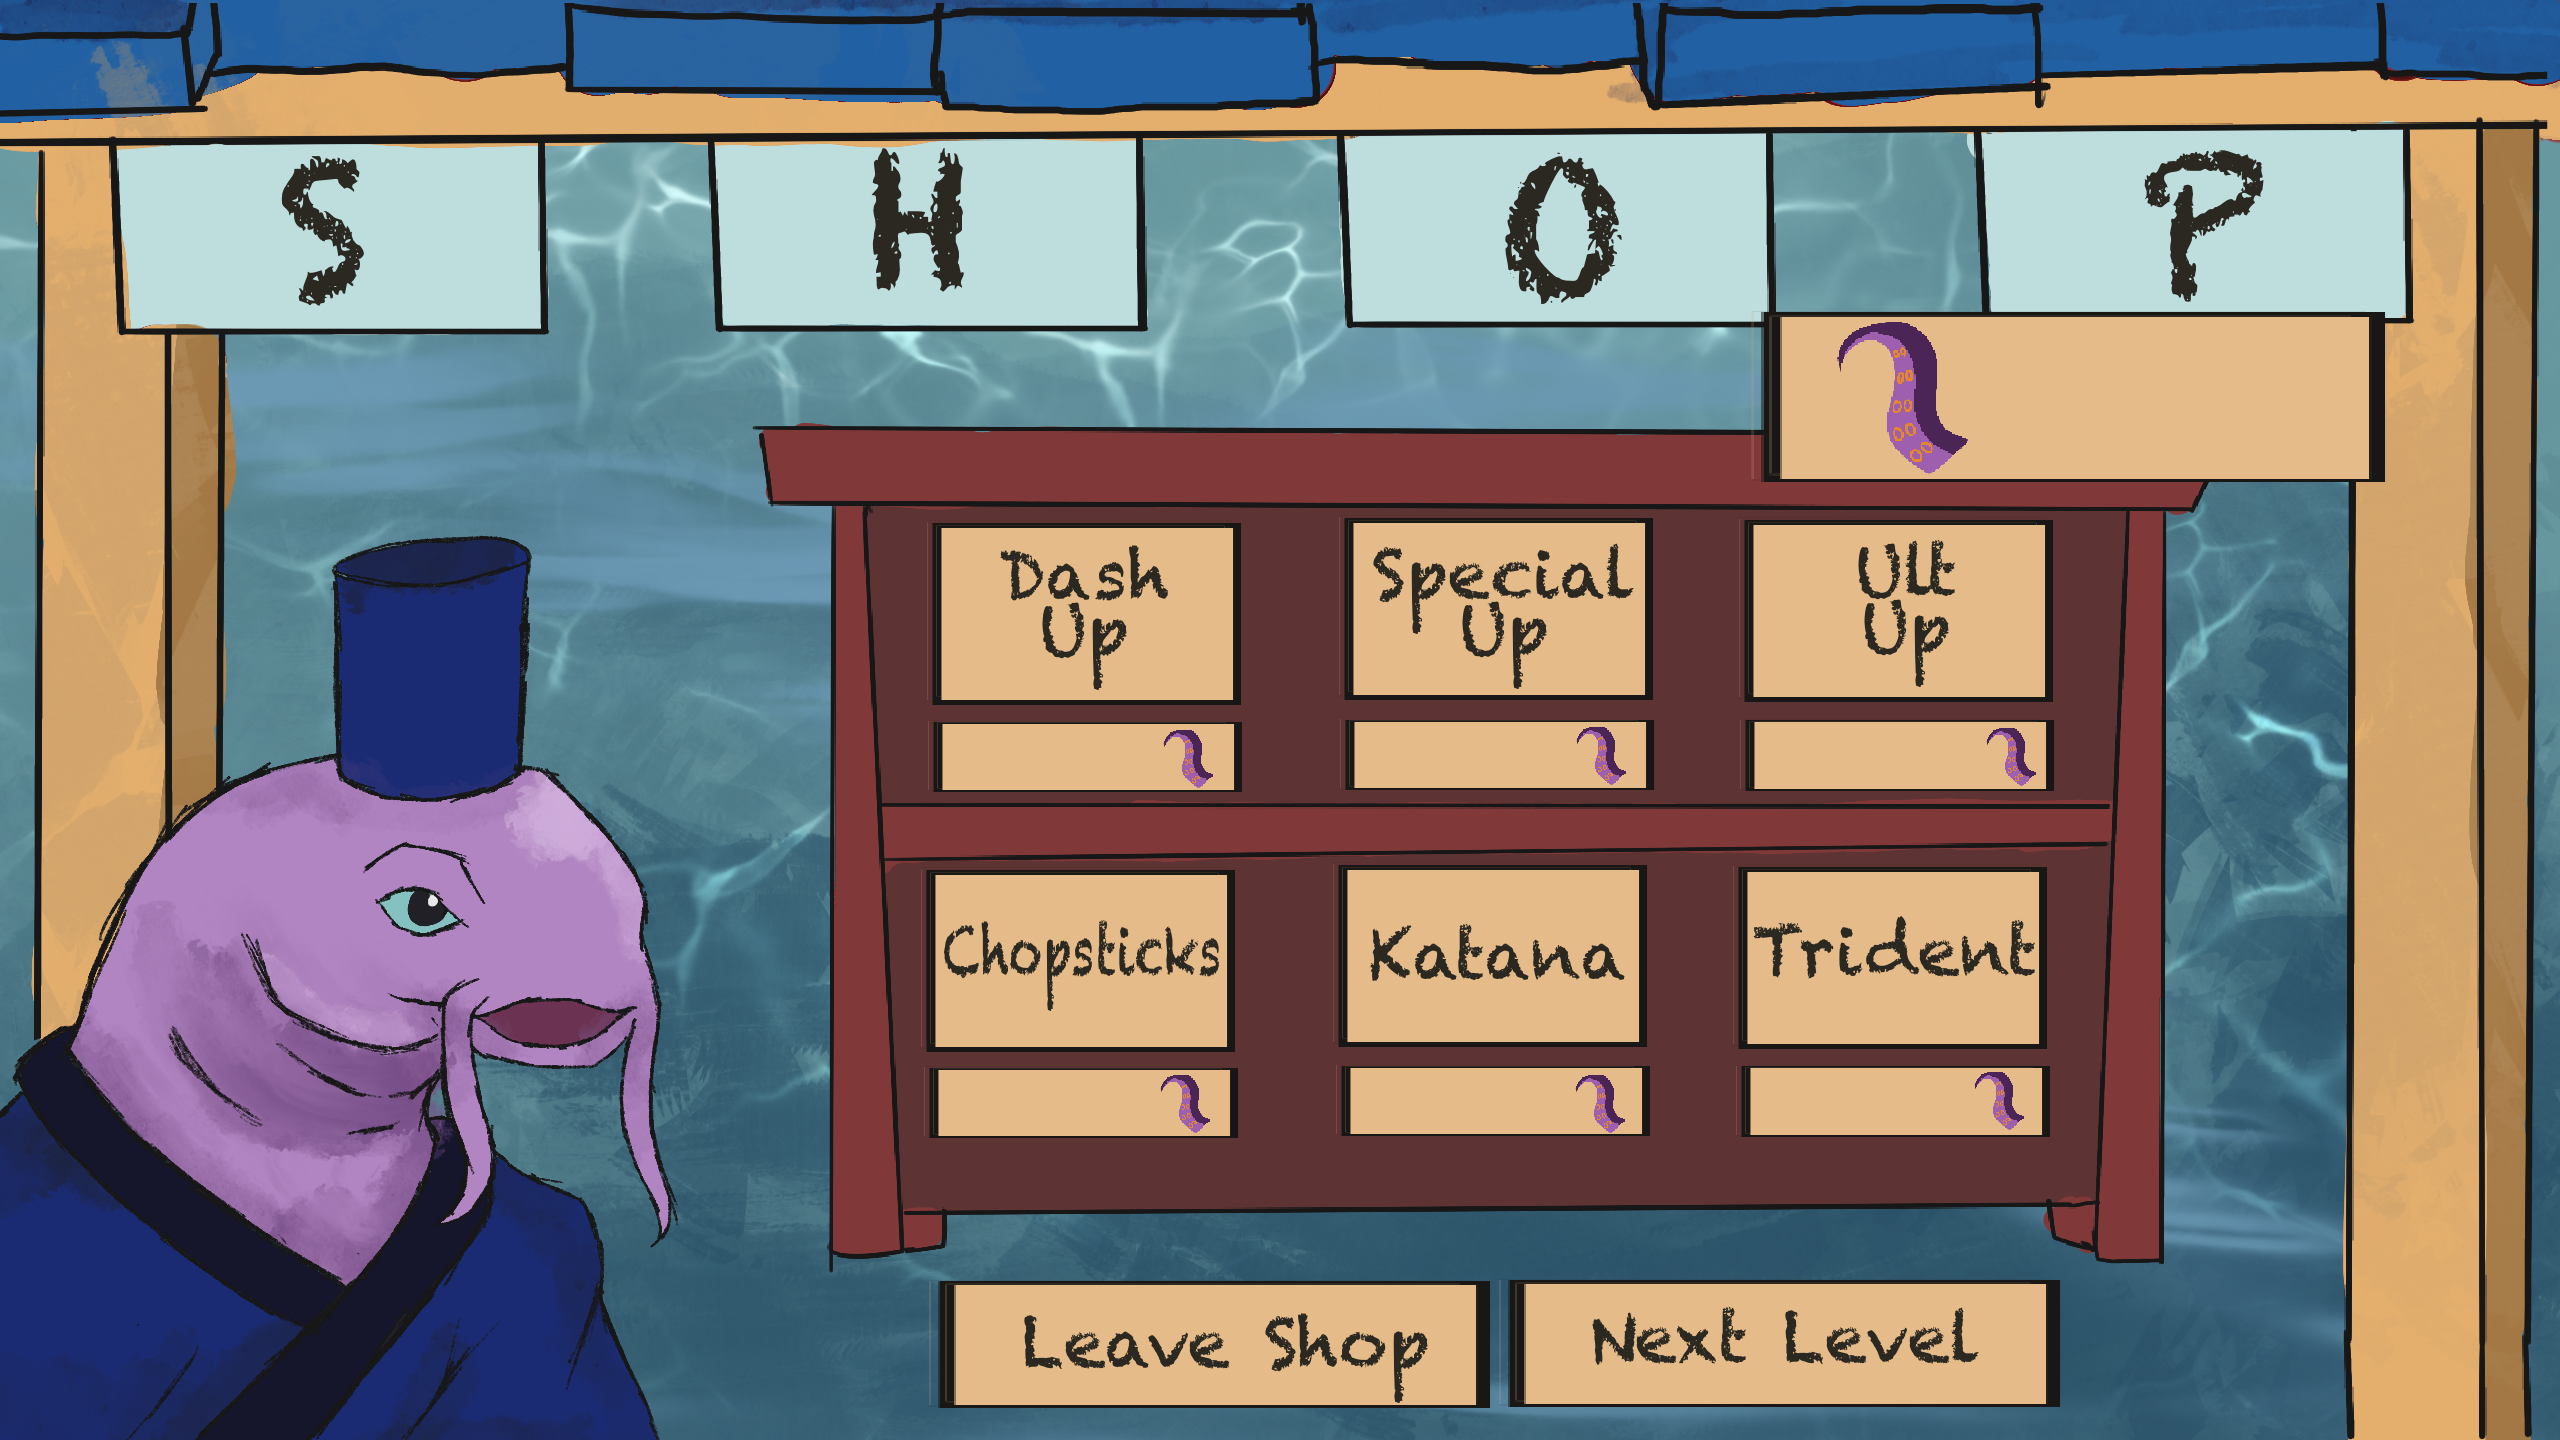 S H O P
Dash
Up
Special
Up
Ult
Up
Chopsticks
Katana
Trident
Leave Shop
Next Level